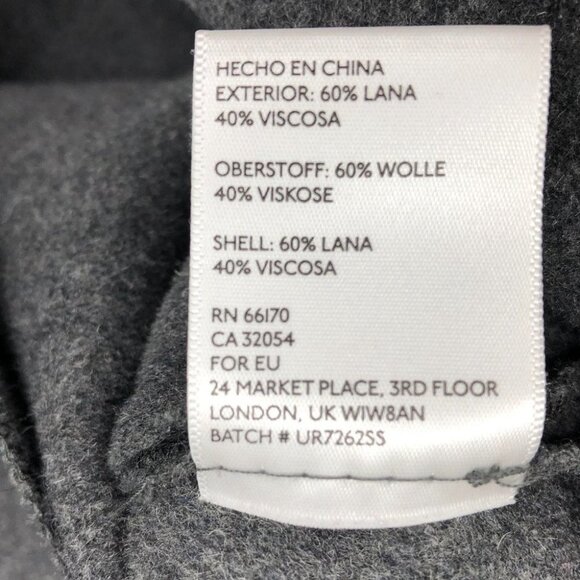 HECHO EN CHINA
EXTERIOR: 60% LANA
40% VISCOSA
OBERSTOFF: 60% WOLLE
40% VISKOSE
SHELL: 60% LANA
40% VISCOSA
RN 66170
CA 32054
FOR EU
24 MARKET PLACE, 3RD FLOOR
LONDON, UK W1W8AN
BATCH # UR7262SS